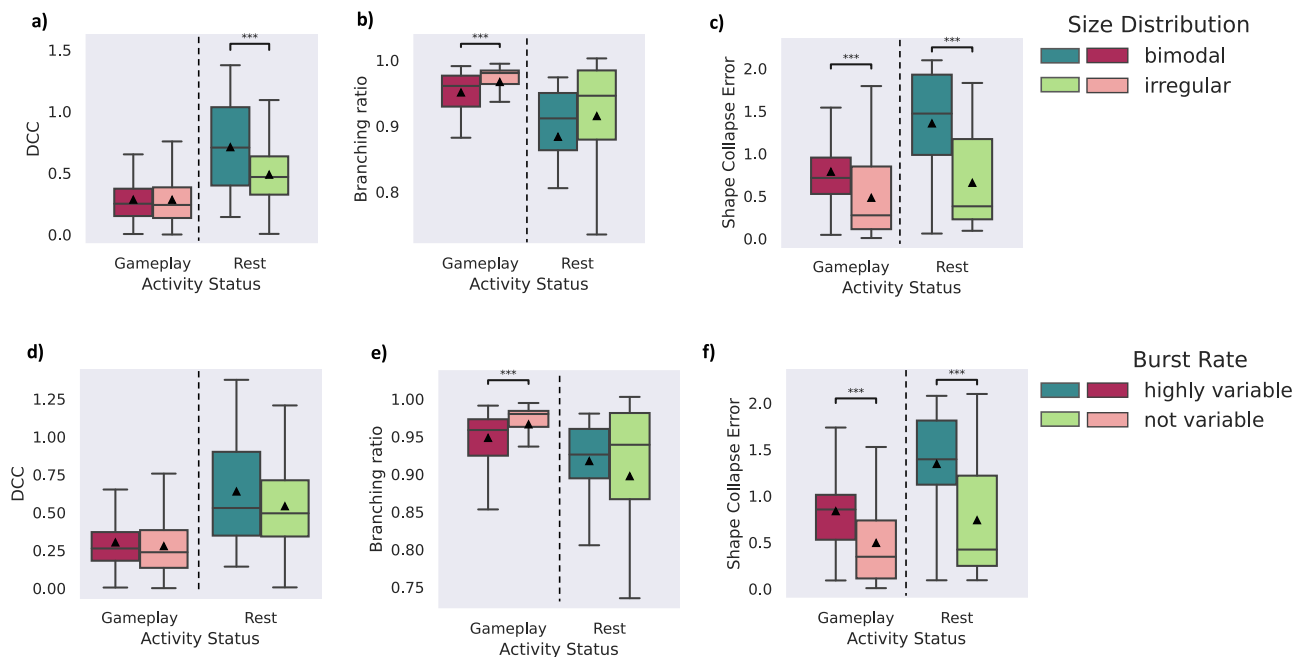 a)
DCC
1.5
1.0
0.5
0.0
***
Gameplay Rest
Activity Status
b)
Branching ratio
1.0
0.9
0.8
***
Gameplay Rest
Activity Status
c)
Shape Collapse Error
2.0
1.5
1.0
0.5
0.0
***
***
Gameplay Rest
Activity Status
Size Distribution
bimodal
irregular
d)
DCC
1.25
1.00
0.75
0.50
0.25
0.00
Gameplay Rest
Activity Status
e)
Branching ratio
1.00
0.95
0.90
0.85
0.80
0.75
***
Gameplay Rest
Activity Status
f)
Shape Collapse Error
2.0
1.5
1.0
0.5
0.0
***
***
Gameplay Rest
Activity Status
Burst Rate
highly variable
not variable